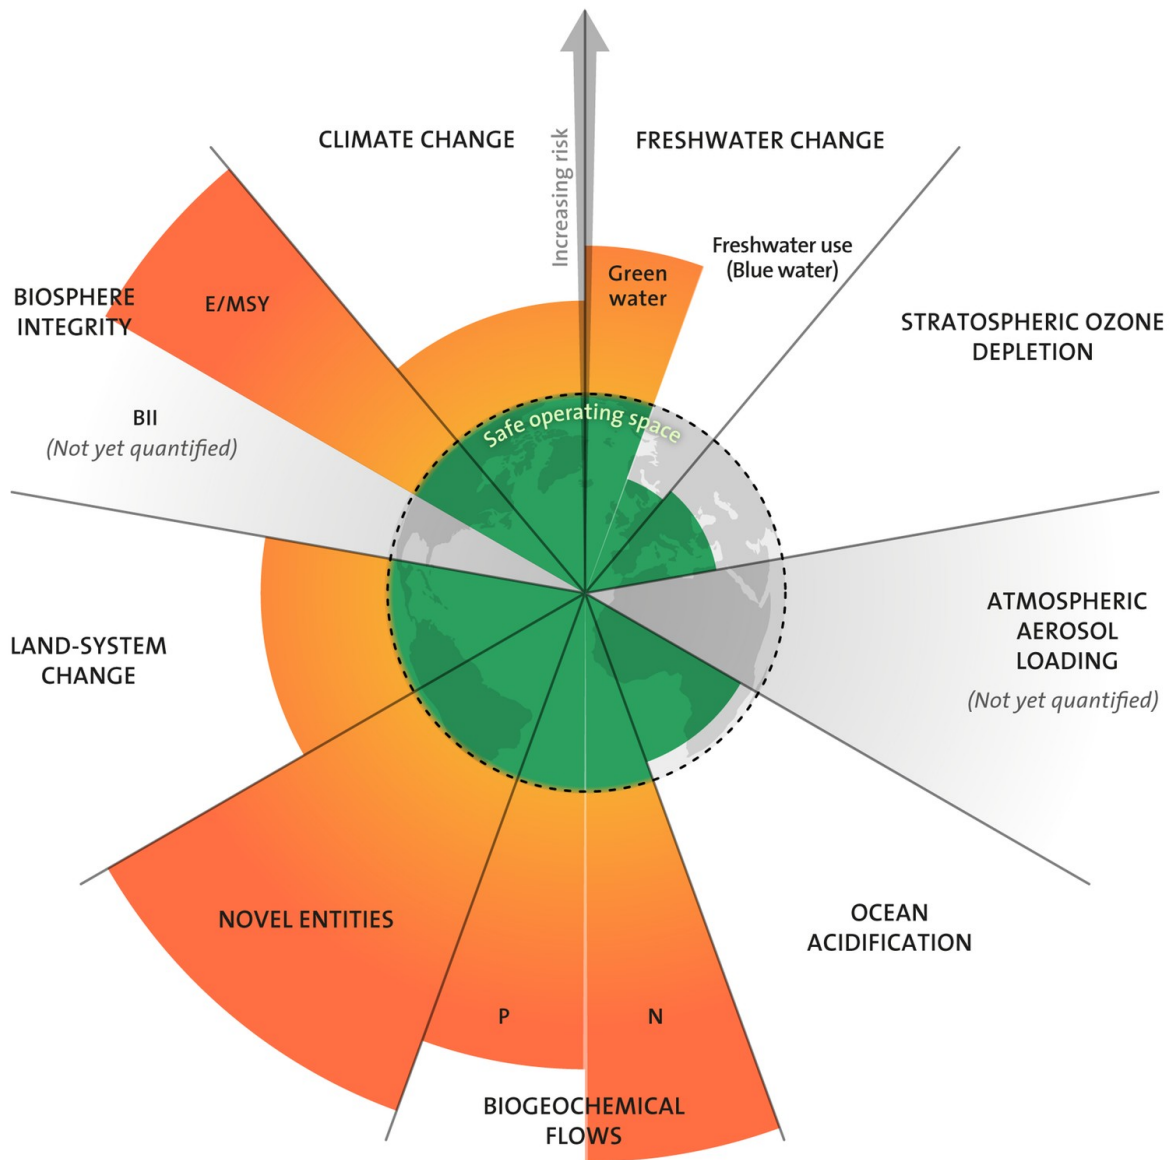 CLIMATE CHANGE
Increasing risk
FRESHWATER CHANGE
Green
water
Freshwater use
(Blue water)
STRATOSPHERIC OZONE
DEPLETION
BIOSPHERE
INTEGRITY
E/MSY
BII
(Not yet quantified)
Safe operating space
ATMOSPHERIC
AEROSOL
LOADING
(Not yet quantified)
LAND-SYSTEM
CHANGE
NOVEL ENTITIES
OCEAN
ACIDIFICATION
P
N
BIOGEOCHEMICAL
FLOWS